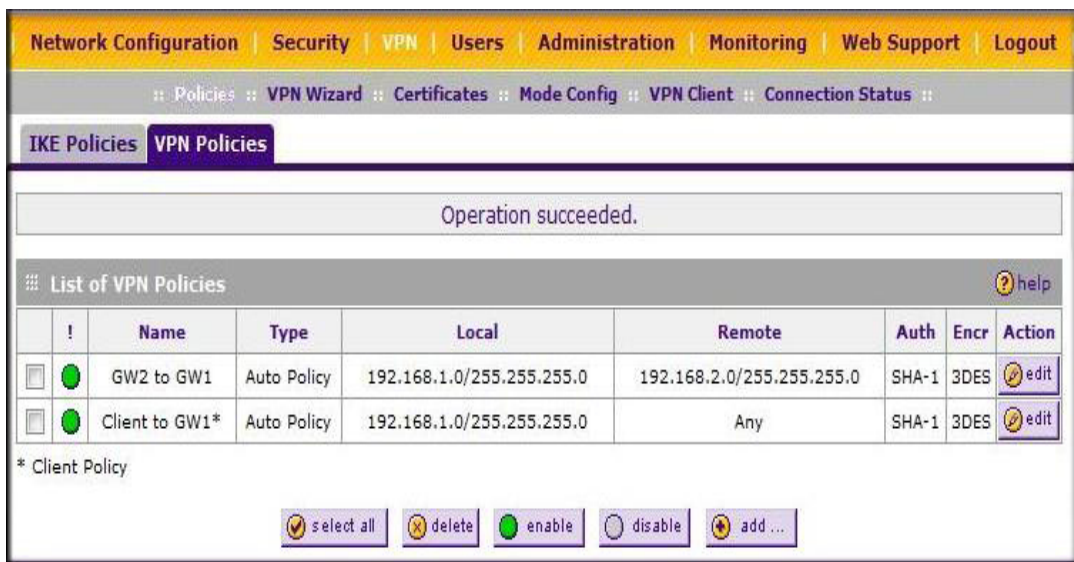 Network Configuration | Security | VPN | Users | Administration | Monitoring | Web Support | Logout
:: Policies :: VPN Wizard :: Certificates :: Mode Config :: VPN Client :: Connection Status ::
IKE Policies VPN Policies
Operation succeeded.
List of VPN Policies ? help
! Name Type Local Remote Auth Encr Action
GW2 to GW1 Auto Policy 192.168.1.0/255.255.255.0 192.168.2.0/255.255.255.0 SHA-1 3DES edit
Client to GW1* Auto Policy 192.168.1.0/255.255.255.0 Any SHA-1 3DES edit
* Client Policy
select all delete enable disable add ...